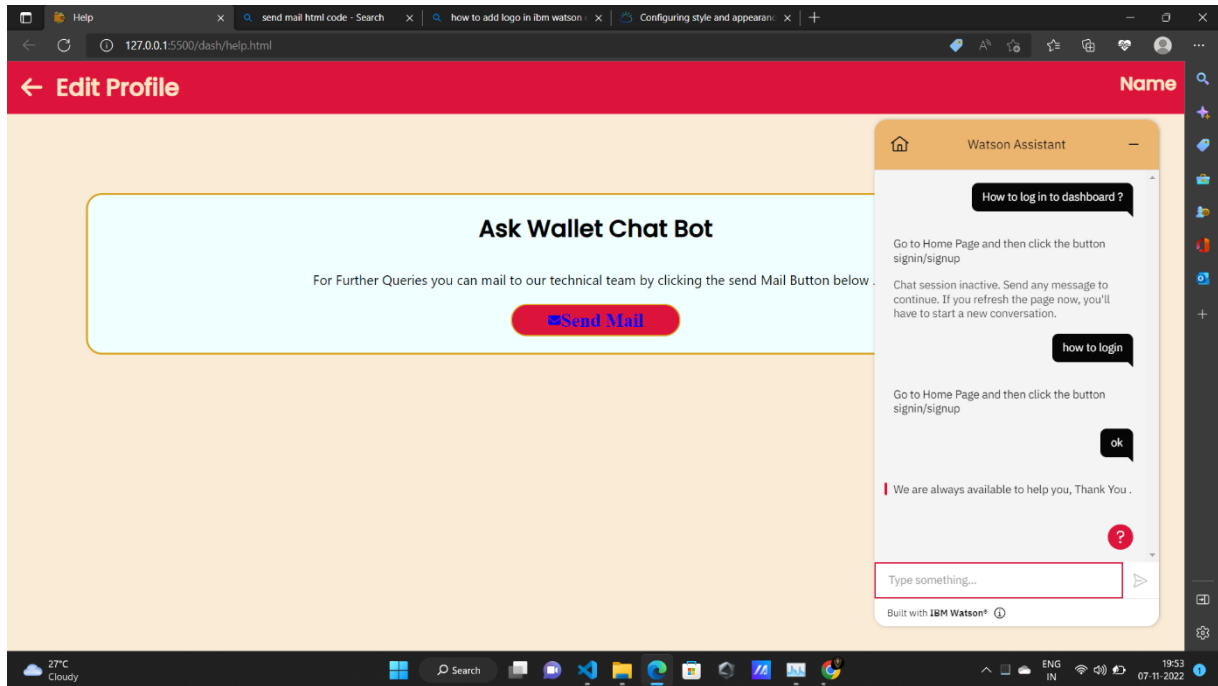 Help
send mail html code - Search
how to add logo in ibm watson
Configuring style and appearanc
127.0.0.1:5500/dash/help.html
Edit Profile
Name
Watson Assistant
How to log in to dashboard ?
Go to Home Page and then click the button
signin/signup
Chat session inactive. Send any message to
continue. If you refresh the page now, you'll
have to start a new conversation.
how to login
Go to Home Page and then click the button
signin/signup
ok
We are always available to help you, Thank You .
?
Type something...
Built with IBM Watson®
Ask Wallet Chat Bot
For Further Queries you can mail to our technical team by clicking the send Mail Button below .
Send Mail
27°C
Cloudy
Search
ENG
IN
19:53
07-11-2022
1